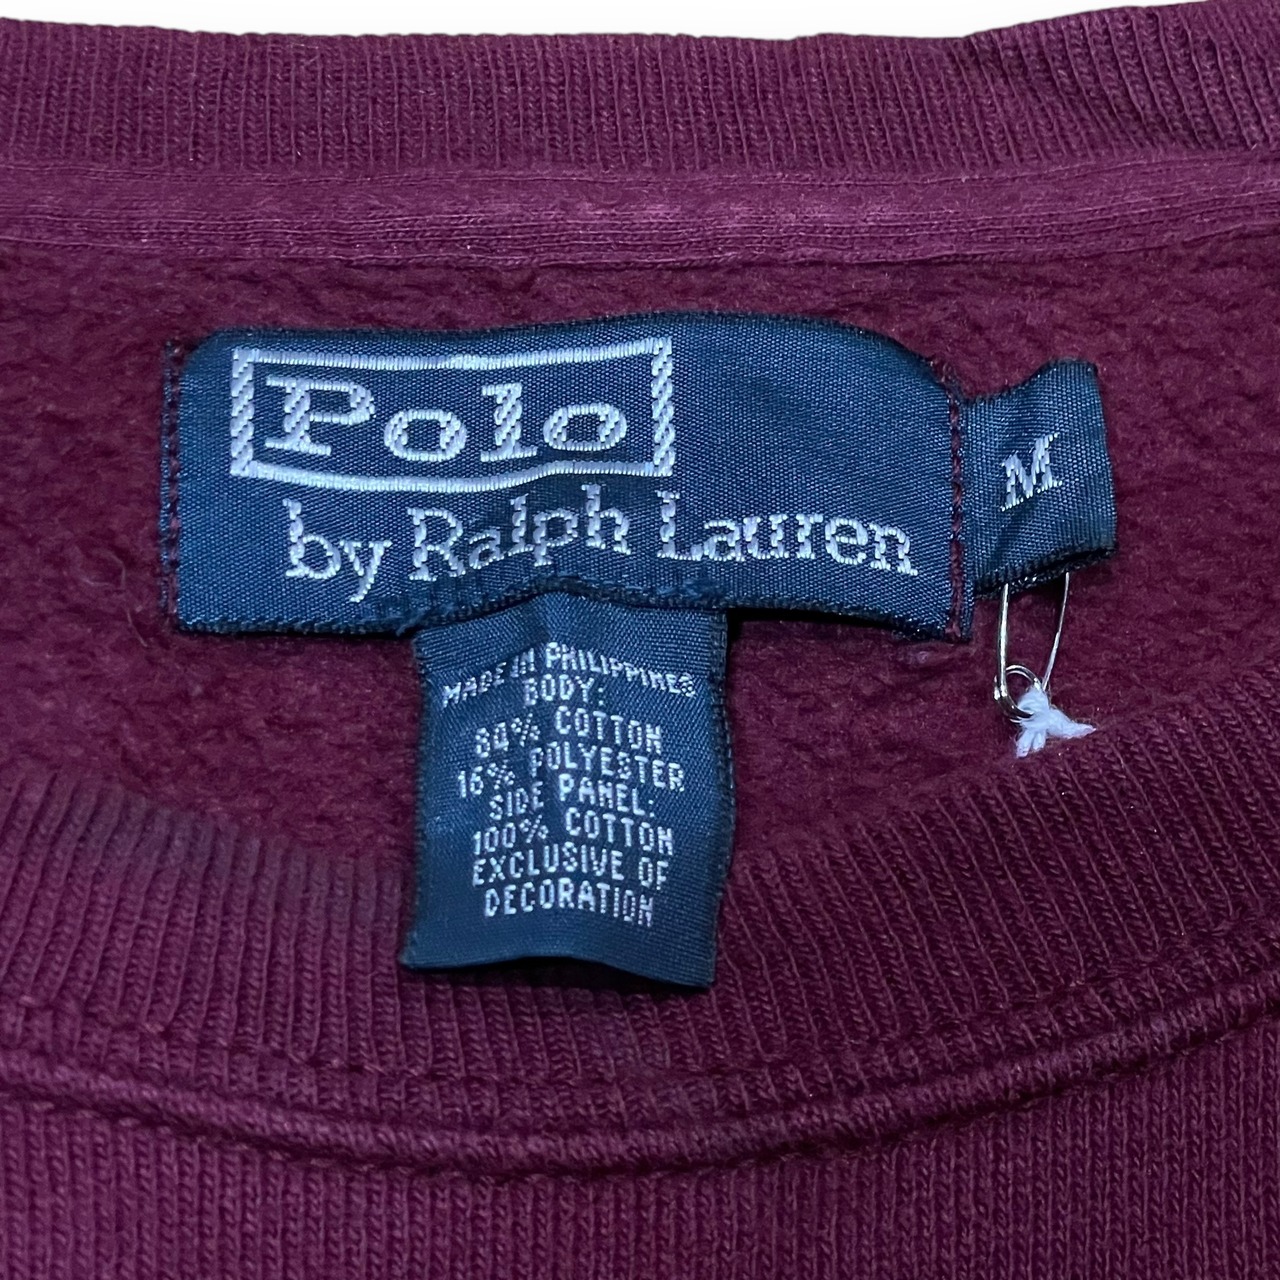 Polo
by Ralph Lauren
M
MADE IN PHILIPPINES
BODY:
84% COTTON
16% POLYESTER
SIDE PANEL:
100% COTTON
EXCLUSIVE OF
DECORATION